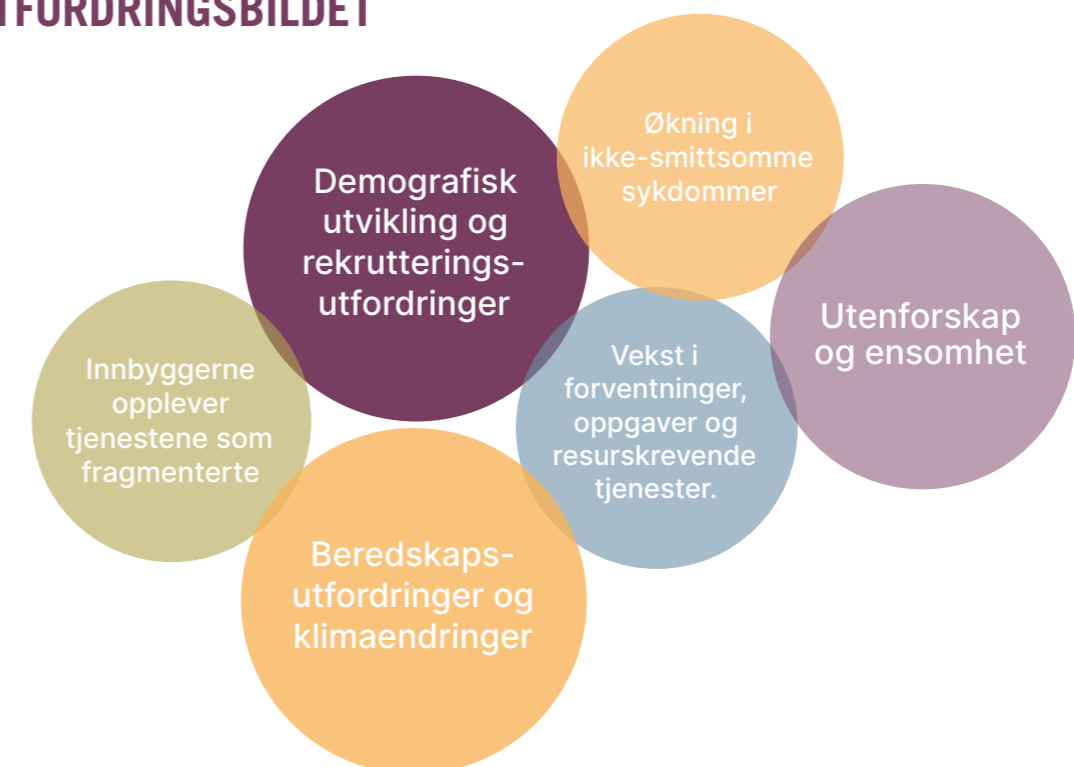 TFORDRINGSBILDET
Økning i
ikke-smittsomme
sykdommer
Demografisk
utvikling og
rekrutterings-
utfordringer
Utenforskap
og ensomhet
Vekst i
forventninger,
oppgaver og
resurskrevende
tjenester.
Innbyggerne
opplever
tjenestene som
fragmenterte
Beredskaps-
utfordringer og
klimaendringer